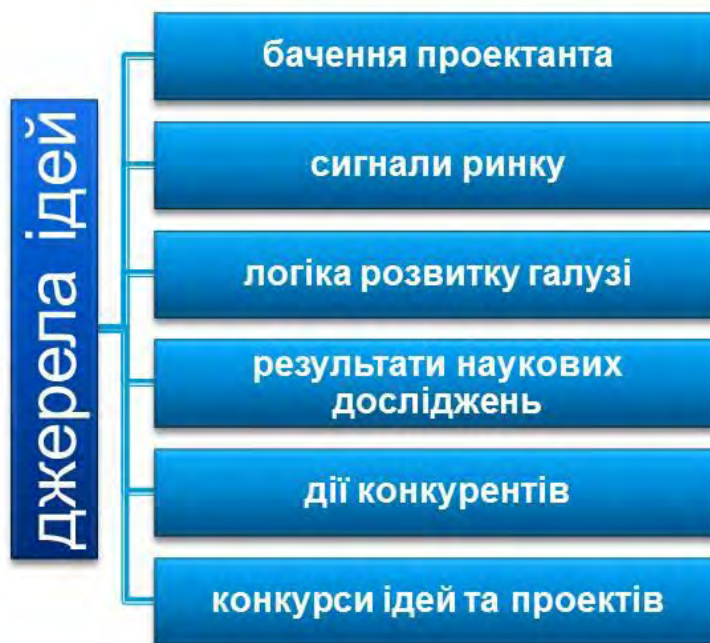 джерела ідей
бачення проектанта
сигнали ринку
логіка розвитку галузі
результати наукових
досліджень
дії конкурентів
конкурси ідей та проектів